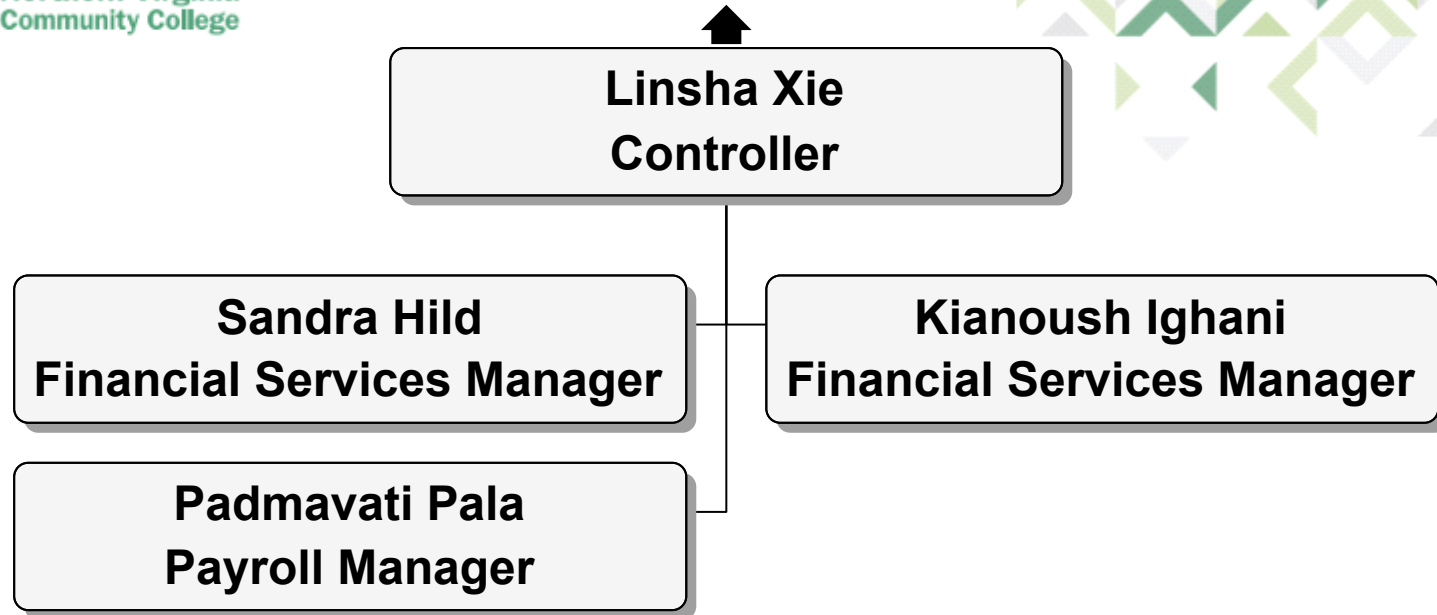 Community College
Linsha Xie
Controller
Sandra Hild
Financial Services Manager
Kianoush Ighani
Financial Services Manager
Padmavati Pala
Payroll Manager